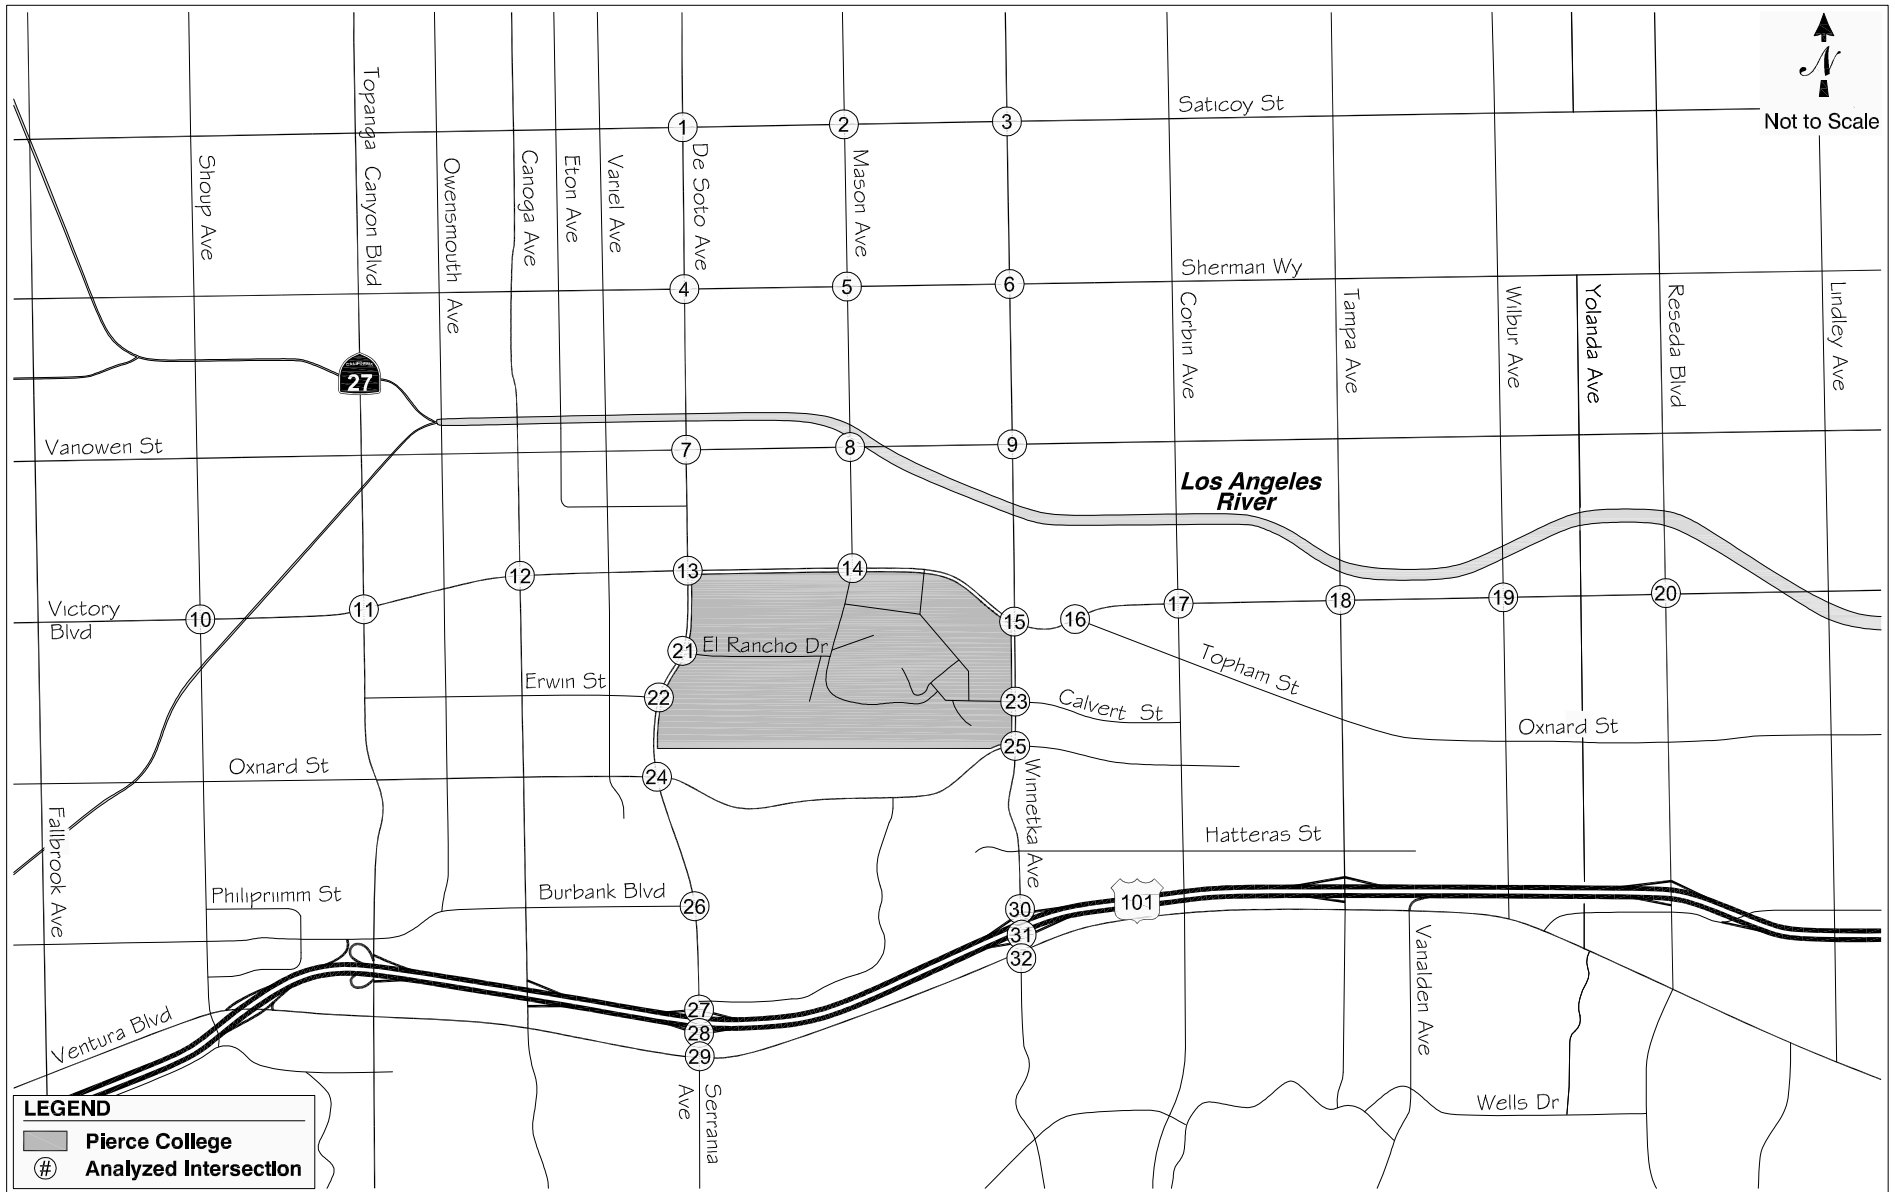 N
Not to Scale
Saticoy St
1
2
3
Topanga Canyon Blvd
Shoup Ave
Owensmouth Ave
Canoga Ave
Eton Ave
Variel Ave
De Soto Ave
Mason Ave
Sherman Wy
4
5
6
Corbin Ave
Tampa Ave
Wilbur Ave
Yolanda Ave
Reseda Blvd
Lindley Ave
27
Vanowen St
7
8
9
Los Angeles
River
Victory
Blvd
10
11
12
13
14
15
16
17
18
19
20
21
El Rancho Dr
Topham St
Erwin St
22
23
Calvert St
Oxnard St
25
Oxnard St
24
Winnetka Ave
Fallbrook Ave
Hatteras St
Philiprimm St
Burbank Blvd
26
30
101
31
32
Vanalden Ave
27
28
29
Ventura Blvd
Serrania
Ave
Wells Dr
LEGEND
Pierce College
# Analyzed Intersection